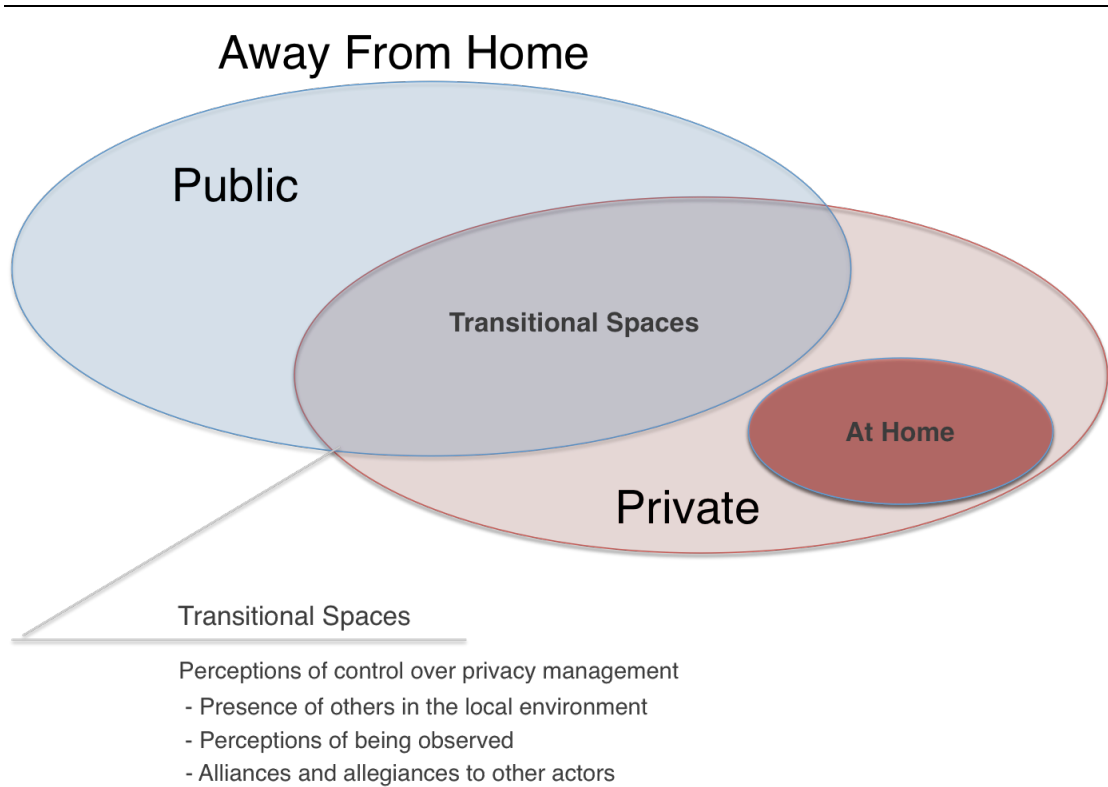 Away From Home
Public
Transitional Spaces
At Home
Private
Transitional Spaces
Perceptions of control over privacy management
- Presence of others in the local environment
- Perceptions of being observed
- Alliances and allegiances to other actors